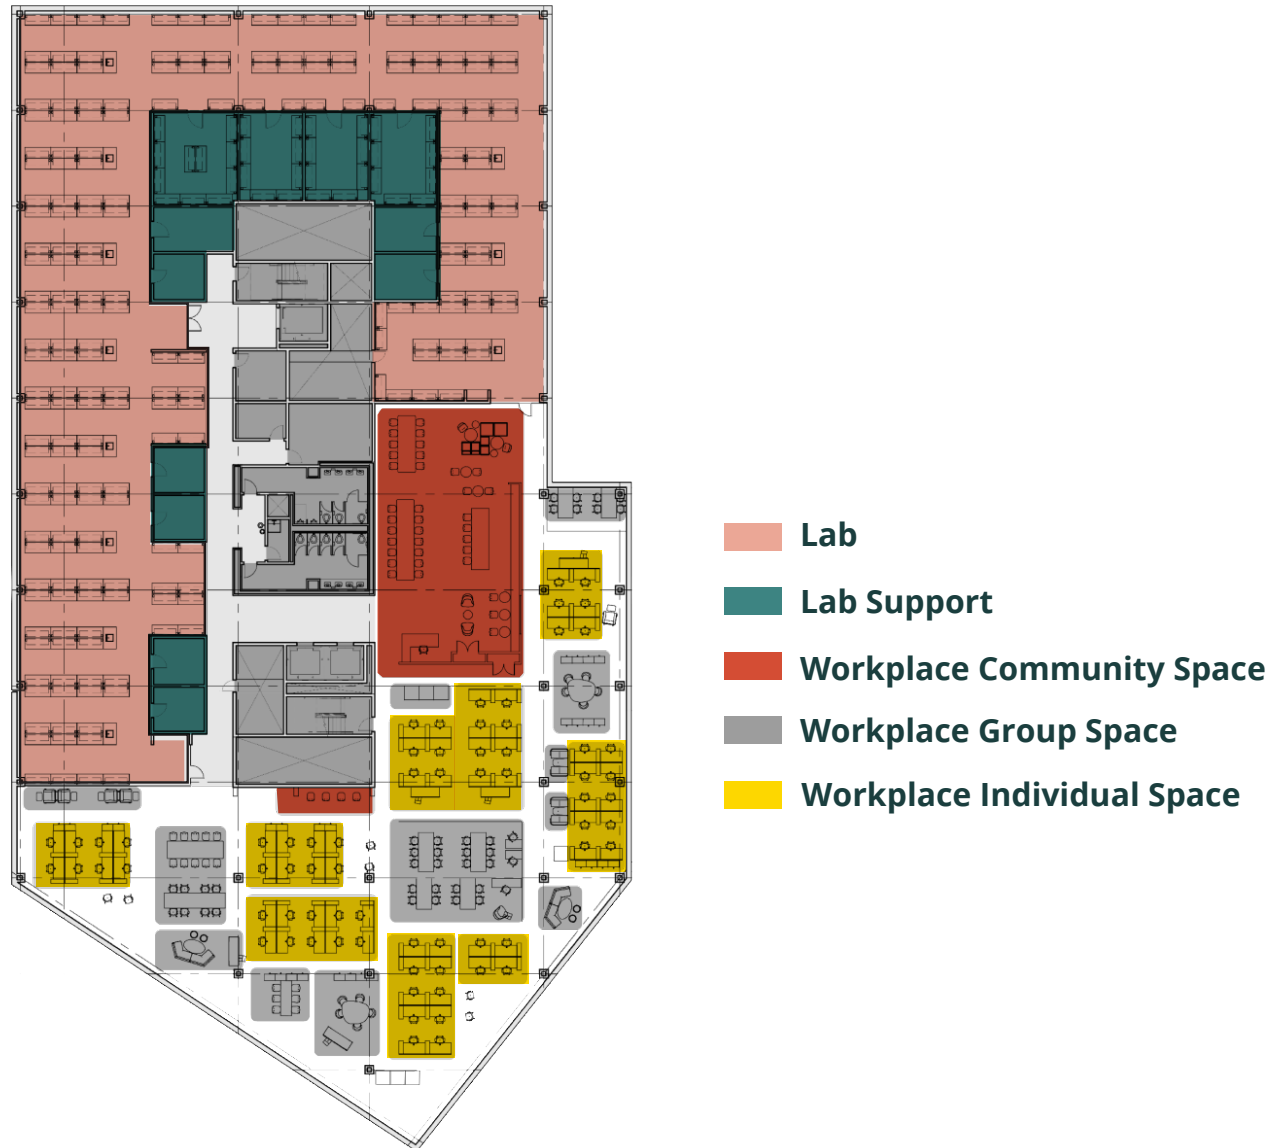 Lab
Lab Support
Workplace Community Space
Workplace Group Space
Workplace Individual Space